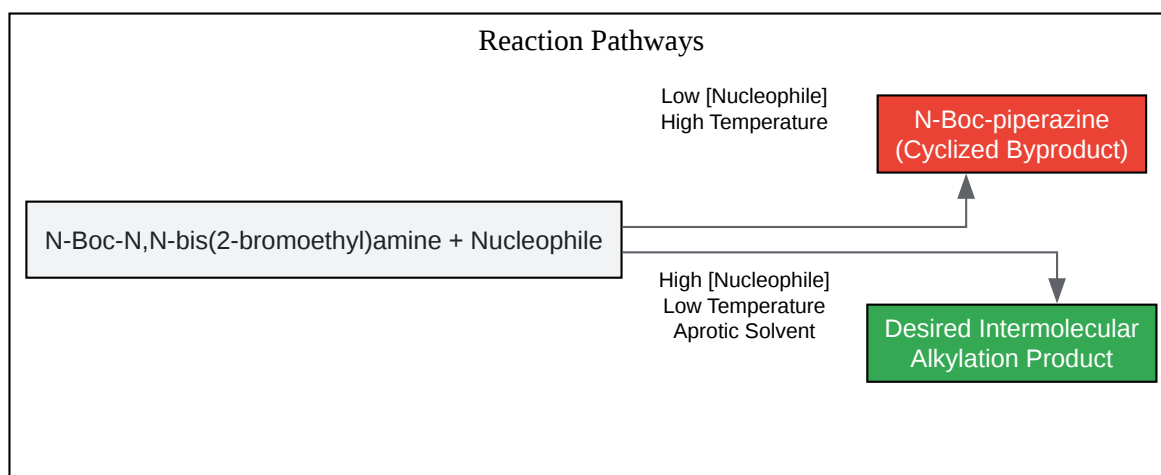 Reaction Pathways
Low [Nucleophile]
High Temperature
N-Boc-piperazine
(Cyclized Byproduct)
N-Boc-N,N-bis(2-bromoethyl)amine + Nucleophile
High [Nucleophile]
Low Temperature
Aprotic Solvent
Desired Intermolecular
Alkylation Product